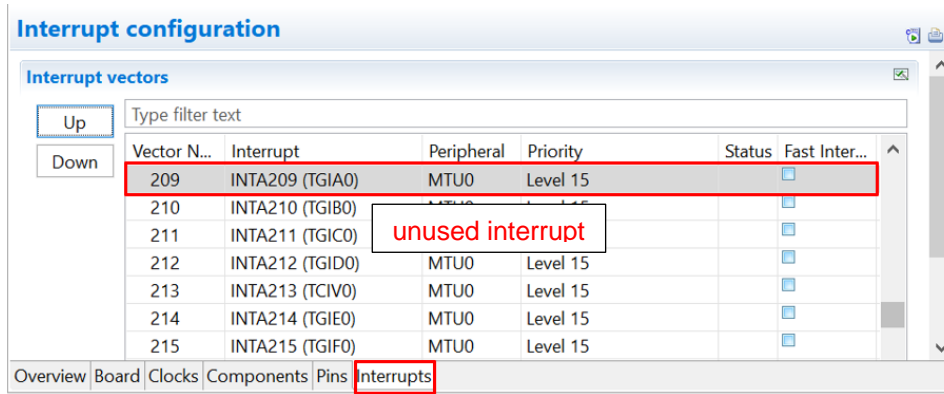 Interrupt configuration
Interrupt vectors
Up
Down
Type filter text
Vector N... Interrupt Peripheral Priority Status Fast Inter...
209 INTA209 (TGIA0) MTU0 Level 15
210 INTA210 (TGIB0)
211 INTA211 (TGIC0)
unused interrupt
212 INTA212 (TGID0) MTU0 Level 15
213 INTA213 (TCIV0) MTU0 Level 15
214 INTA214 (TGIE0) MTU0 Level 15
215 INTA215 (TGIF0) MTU0 Level 15
Overview Board Clocks Components Pins Interrupts